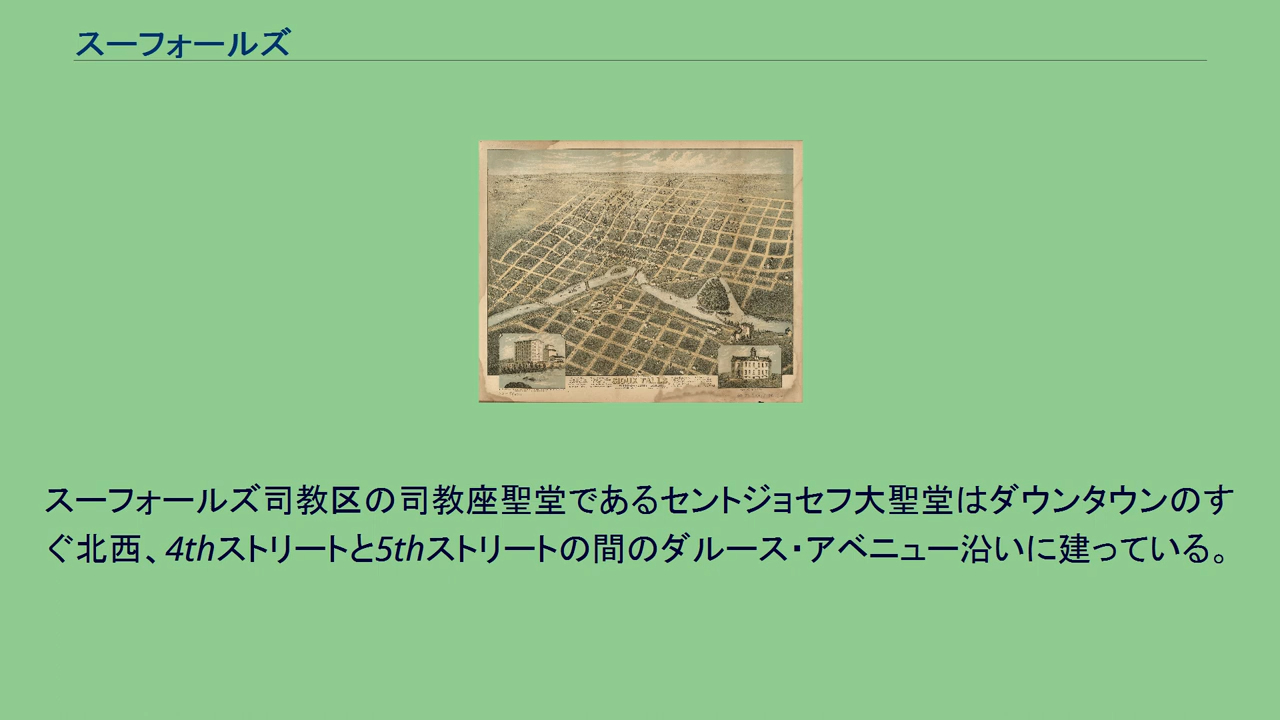 スーフォールズ
SIOUX FALLS
スーフォールズ司教区の司教座聖堂であるセントジョセフ大聖堂はダウンタウンのす
ぐ北西、4thストリートと5thストリートの間のダルース・アベニュー沿いに建っている。